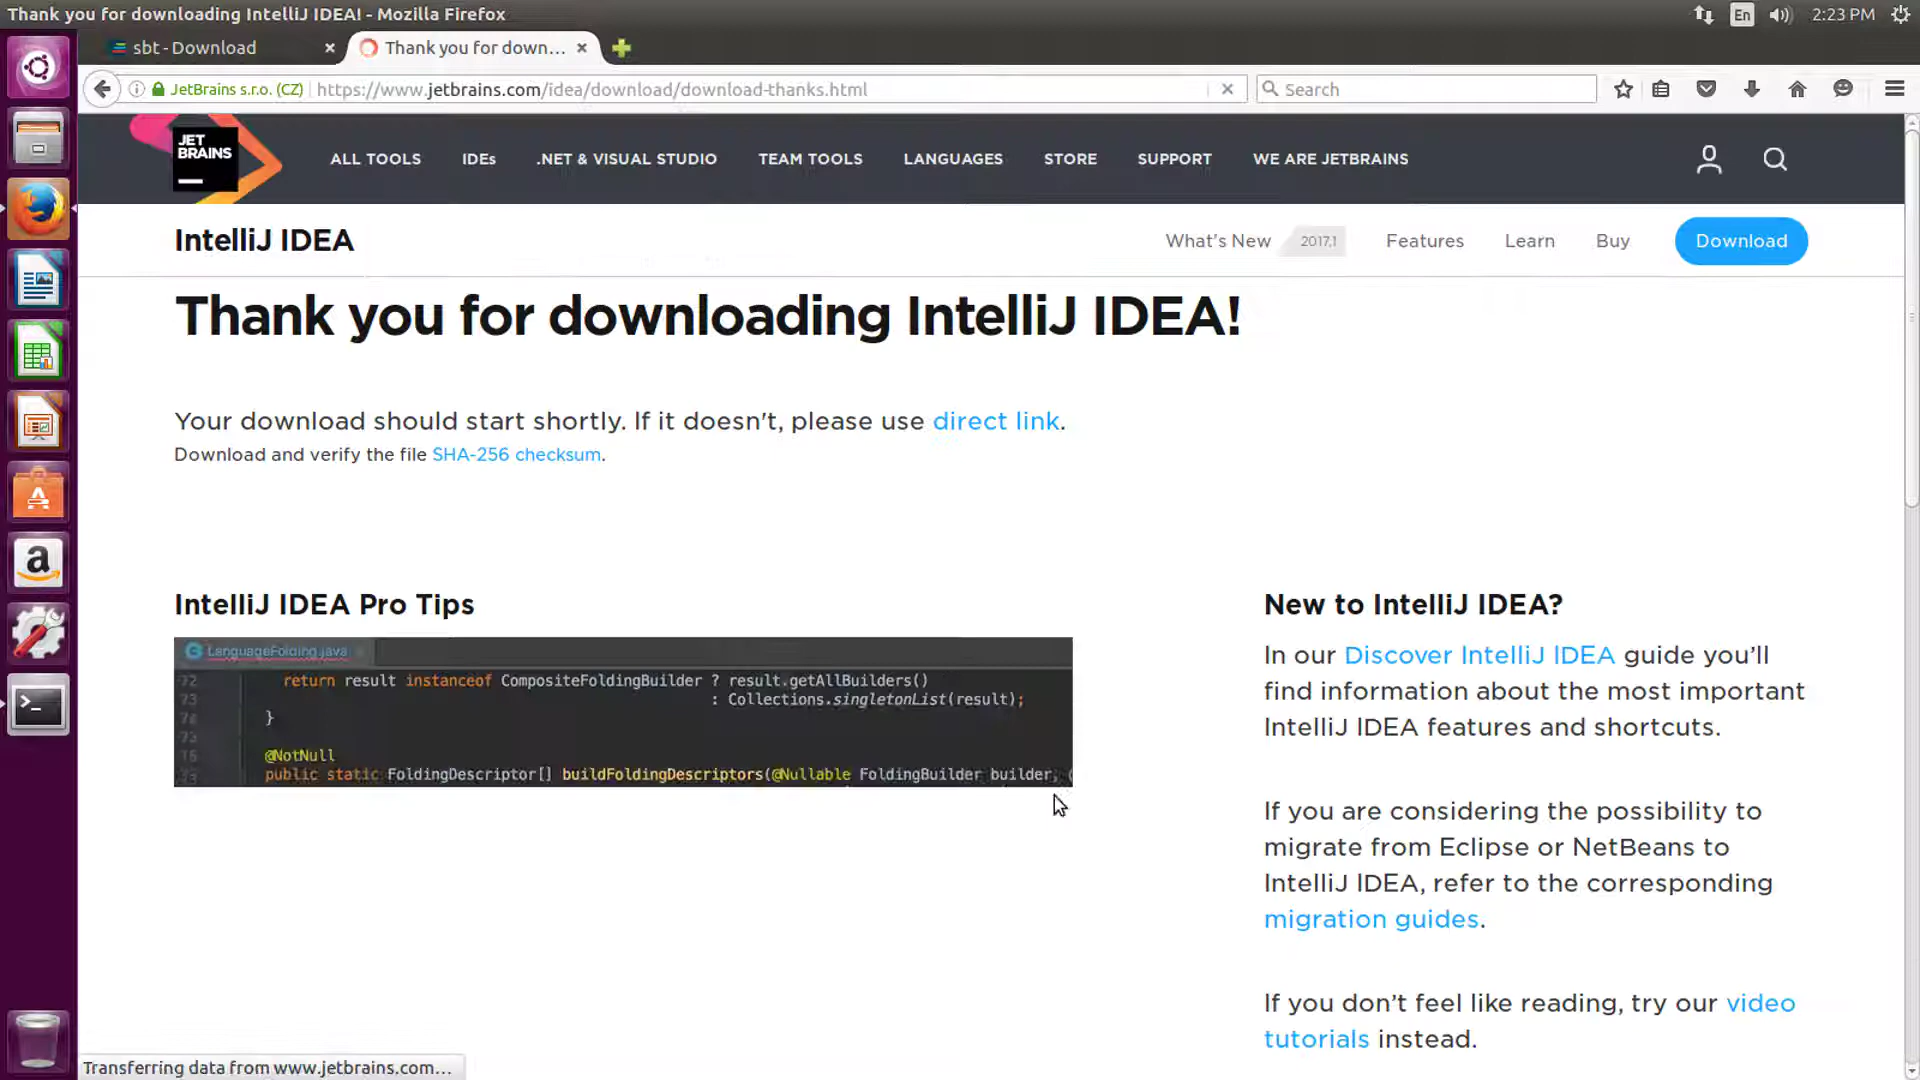 Thank you for downloading IntelliJ IDEA! - Mozilla Firefox
En
2:23 PM
sbt - Download
Thank you for down...
JetBrains s.r.o. (CZ)
https://www.jetbrains.com/idea/download/download-thanks.html
Search
JET
BRAINS
ALL TOOLS
IDEs
.NET & VISUAL STUDIO
TEAM TOOLS
LANGUAGES
STORE
SUPPORT
WE ARE JETBRAINS
IntelliJ IDEA
What's New
2017.1
Features
Learn
Buy
Download
Thank you for downloading IntelliJ IDEA!
Your download should start shortly. If it doesn't, please use direct link.
Download and verify the file SHA-256 checksum.
IntelliJ IDEA Pro Tips
LanguageFolding.java
return result instanceof CompositeFoldingBuilder ? result.getAllBuilders()
: Collections.singletonList(result);
}
@NotNull
public static FoldingDescriptor[] buildFoldingDescriptors(@Nullable FoldingBuilder builder, (
New to IntelliJ IDEA?
In our Discover IntelliJ IDEA guide you'll
find information about the most important
IntelliJ IDEA features and shortcuts.
If you are considering the possibility to
migrate from Eclipse or NetBeans to
IntelliJ IDEA, refer to the corresponding
migration guides.
If you don't feel like reading, try our video
tutorials instead.
Transferring data from www.jetbrains.com...